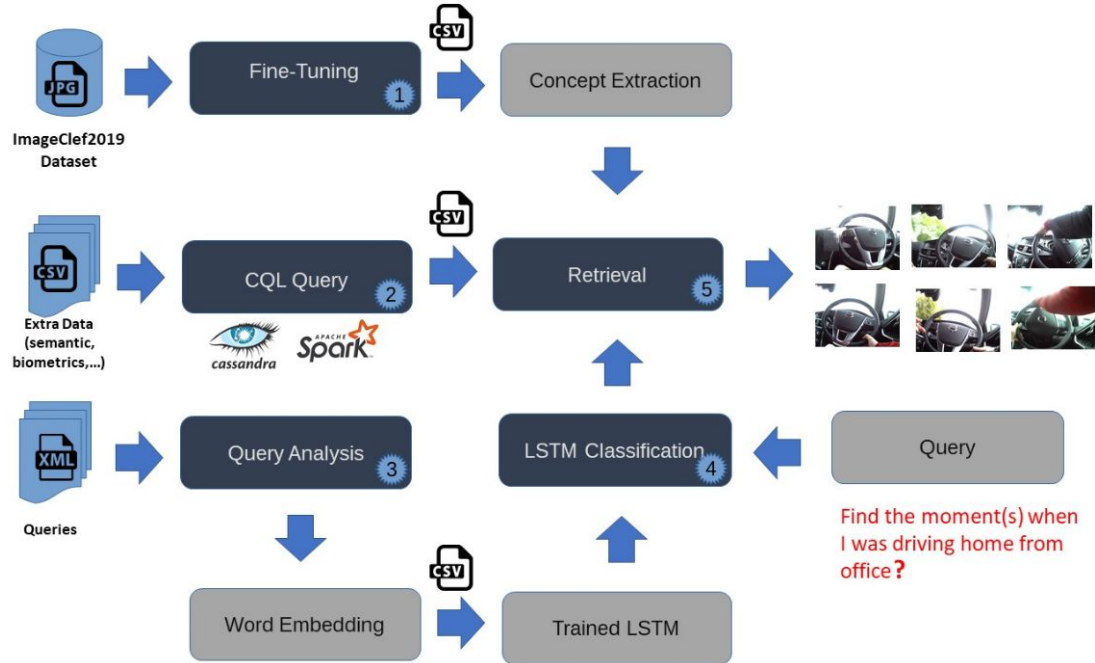 CSV
Fine-Tuning
1
Concept Extraction
JPG
ImageClef2019
Dataset
CSV
CSV
CQL Query
2
Retrieval
5
Extra Data
(semantic,
biometrics,...)
cassandra
APACHE
Spark™
XML
Query Analysis
3
LSTM Classification
4
Query
Queries
Find the moment(s) when
I was driving home from
office?
CSV
Word Embedding
Trained LSTM